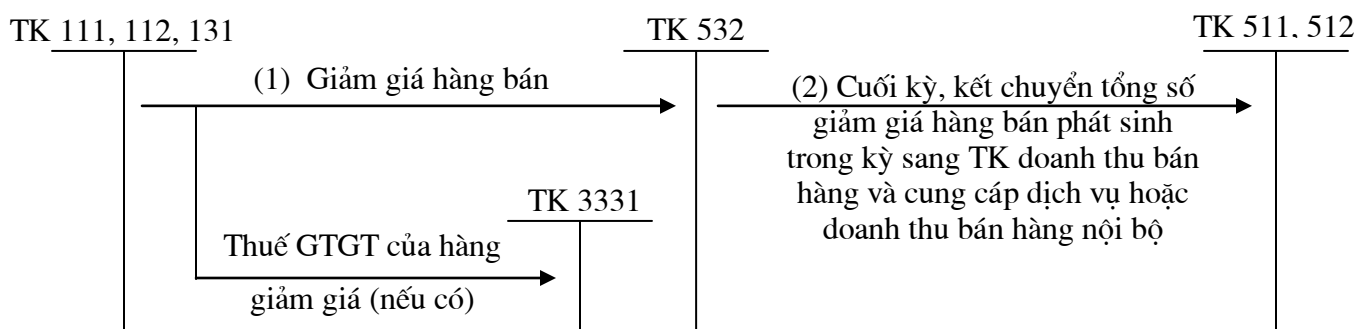 TK 111, 112, 131
TK 532
TK 511, 512
(1) Giảm giá hàng bán
(2) Cuối kỳ, kết chuyển tổng số
giảm giá hàng bán phát sinh
trong kỳ sang TK doanh thu bán
hàng và cung cáp dịch vụ hoặc
doanh thu bán hàng nội bộ
TK 3331
Thuế GTGT của hàng
giảm giá (nếu có)